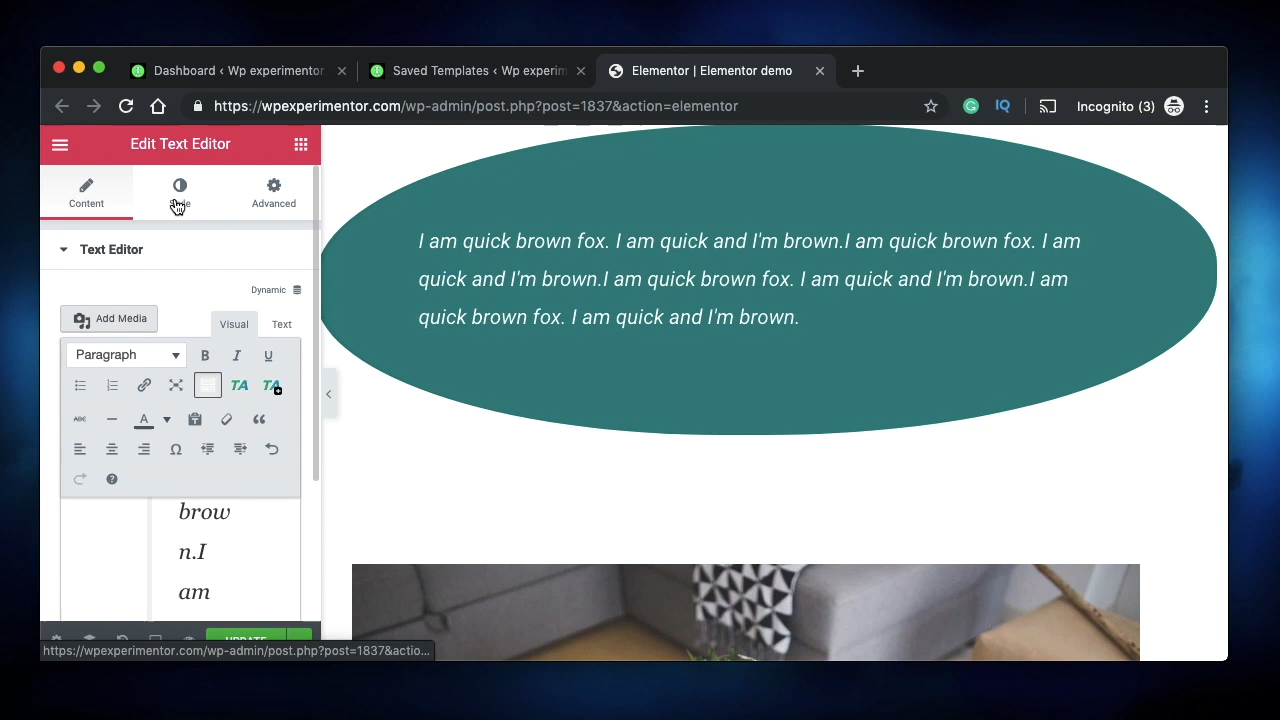 Dashboard ‹ Wp experimentor
Saved Templates ‹ Wp experim
Elementor | Elementor demo
https://wpexperimentor.com/wp-admin/post.php?post=1837&action=elementor
IQ
Incognito (3)
Edit Text Editor
Content
Style
Advanced
Text Editor
Dynamic
Add Media
Visual
Text
Paragraph
B
I
U
TA
TA
ABC
A
Ω
brow
n.I
am
UPDATE
https://wpexperimentor.com/wp-admin/post.php?post=1837&actio...
I am quick brown fox. I am quick and I'm brown.I am quick brown fox. I am
quick and I'm brown.I am quick brown fox. I am quick and I'm brown.I am
quick brown fox. I am quick and I'm brown.